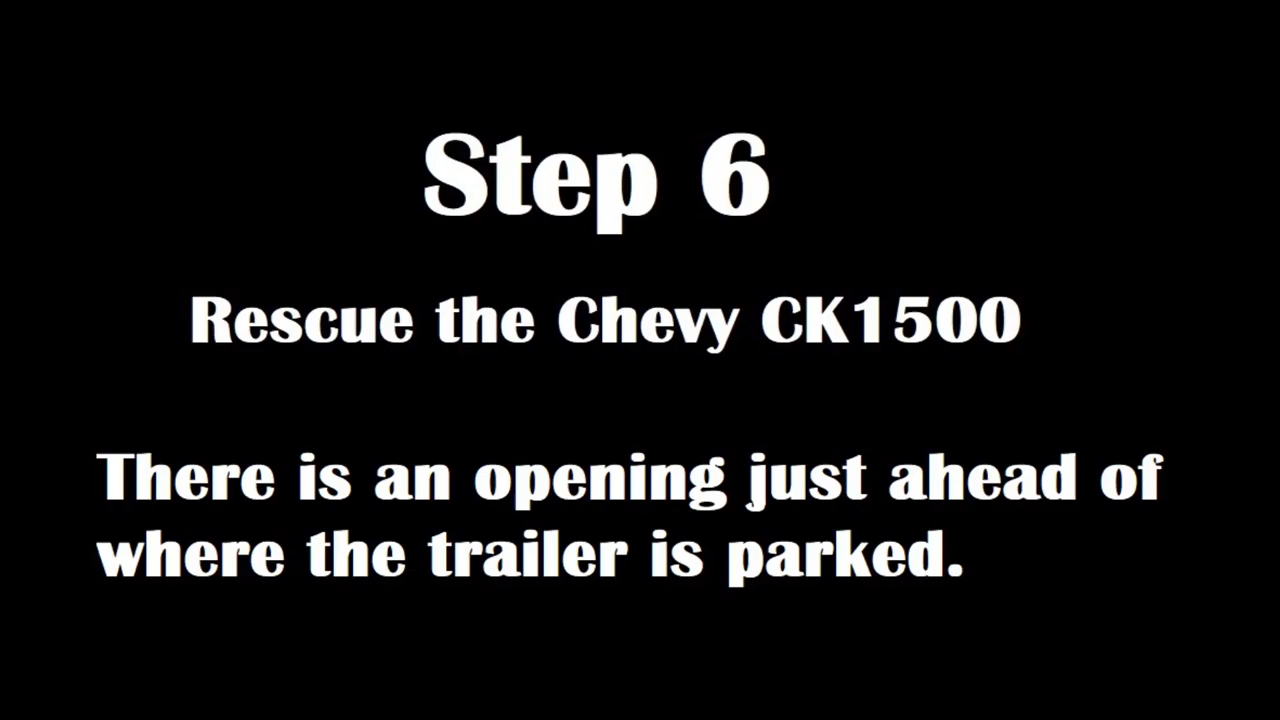 Step 6
Rescue the Chevy CK1500
There is an opening just ahead of
where the trailer is parked.